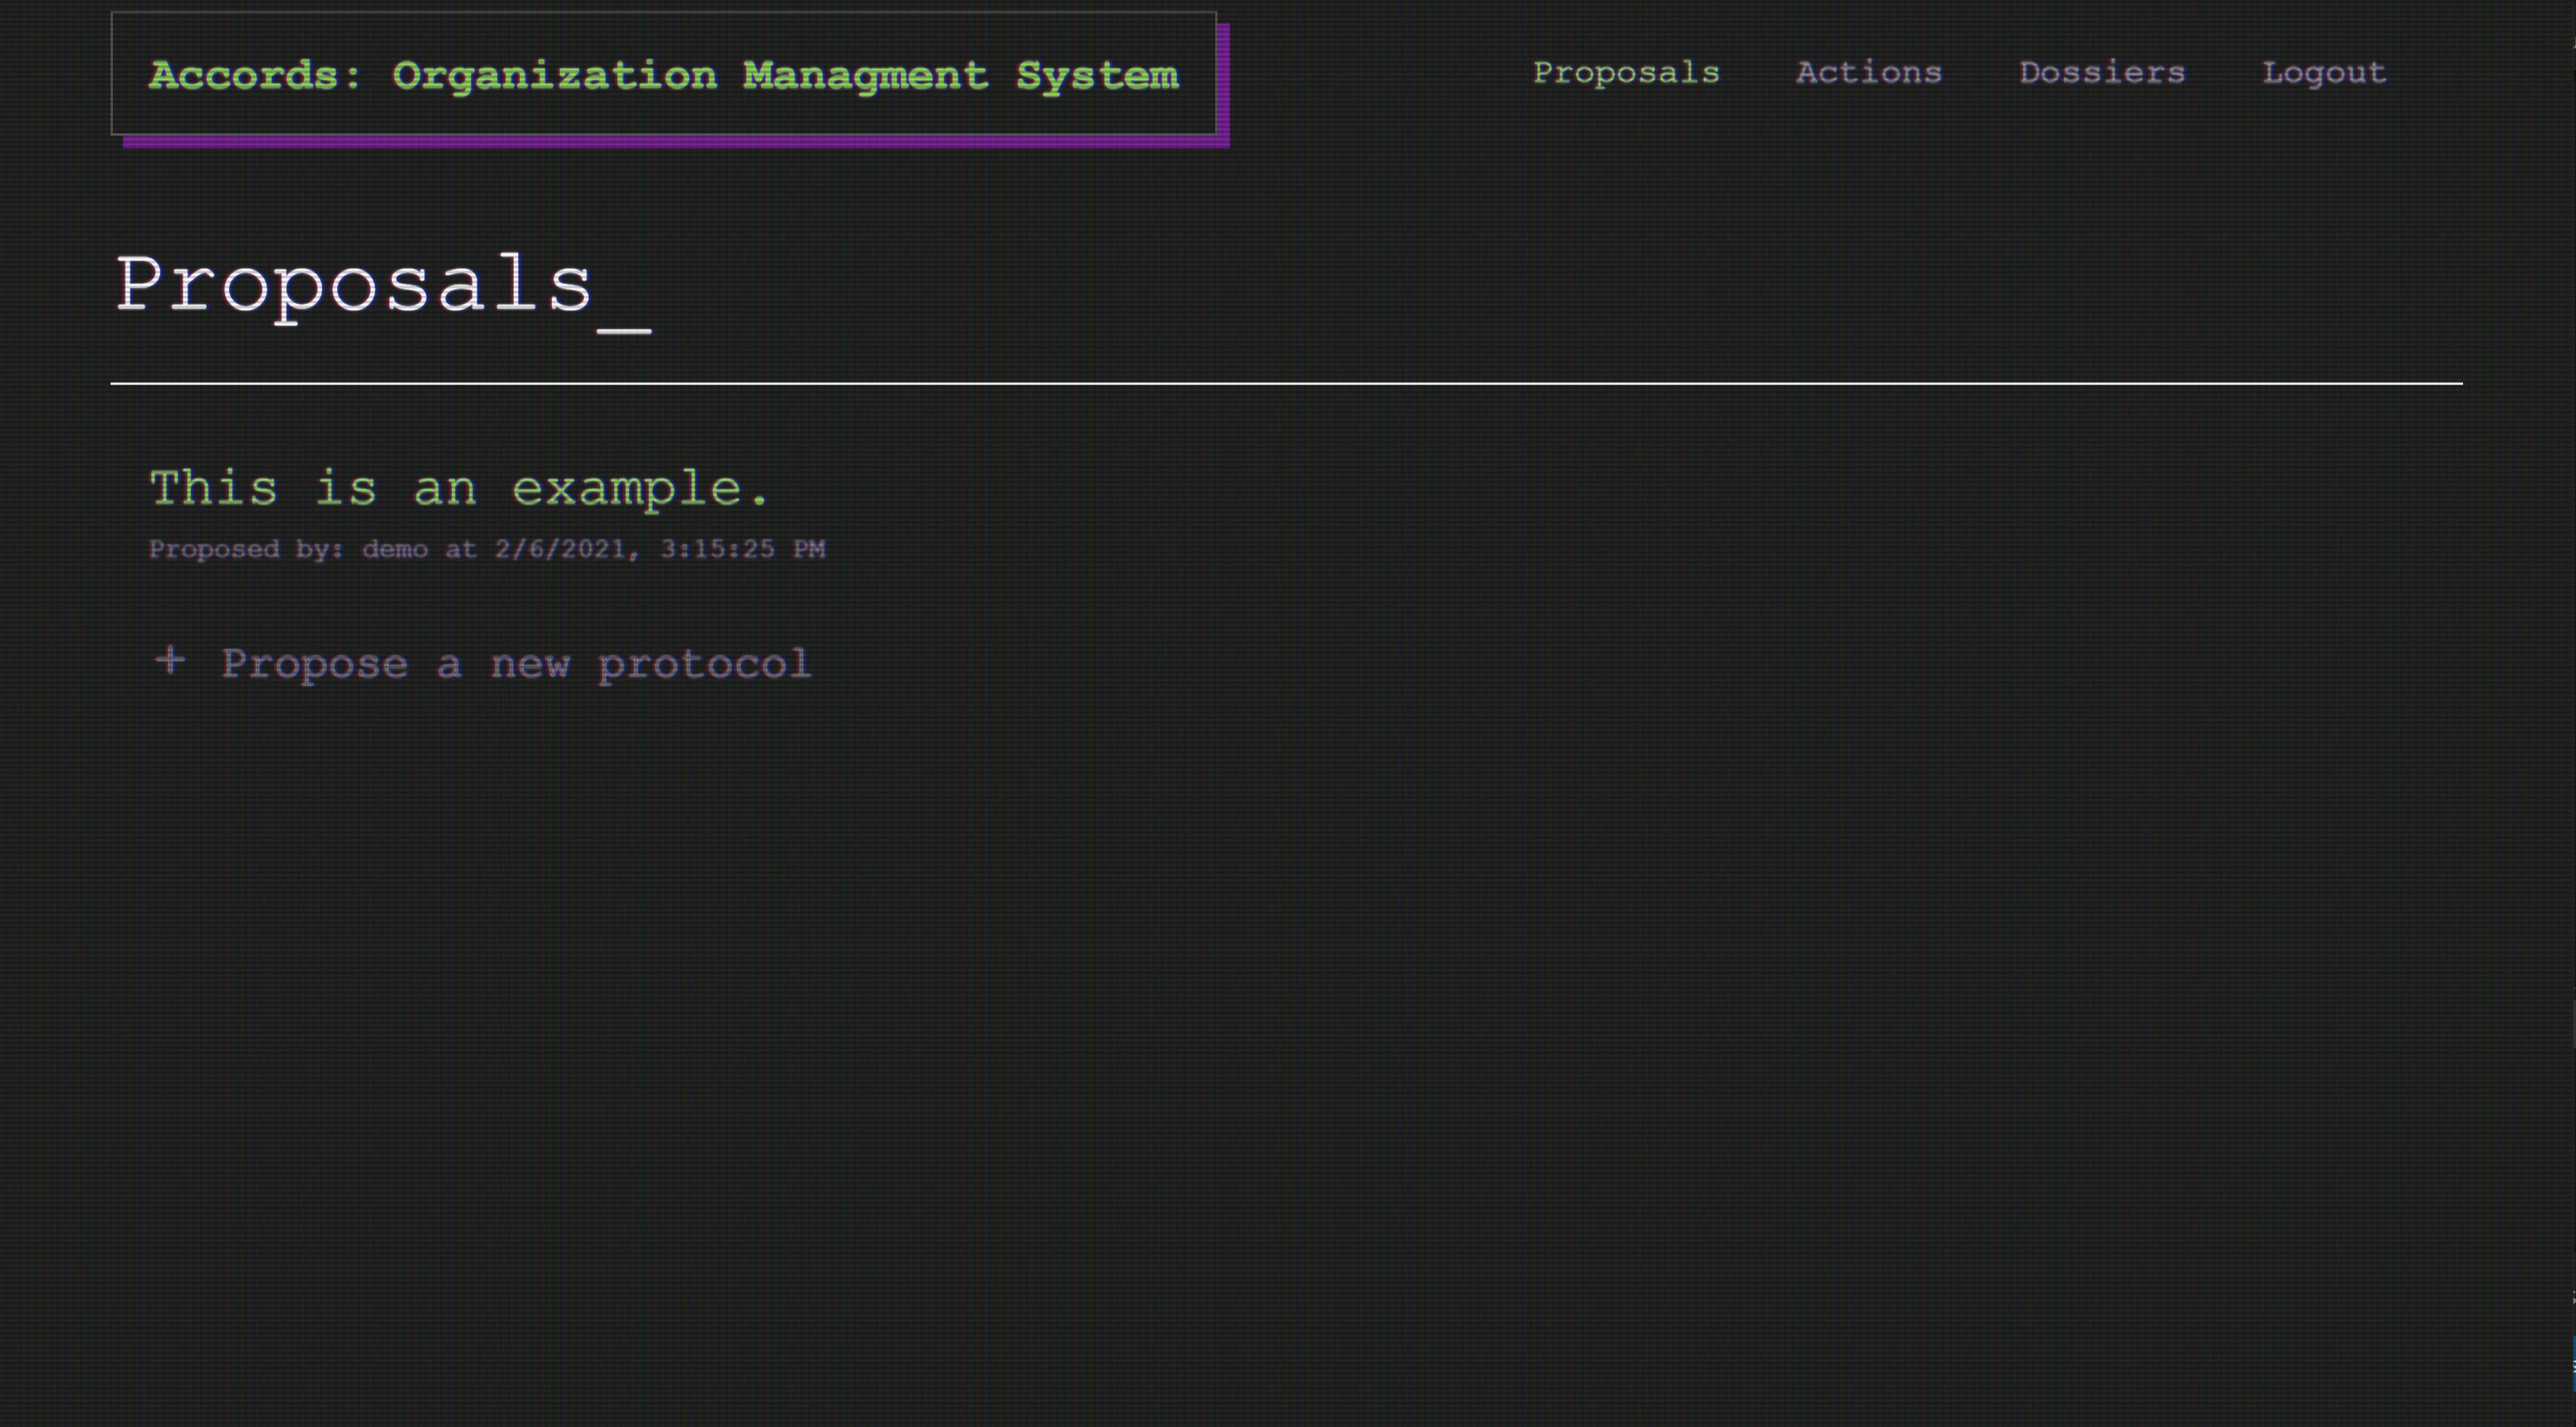 Accords: Organization Managment System
Proposals Actions Dossiers Logout
Proposals_
This is an example.
Proposed by: demo at 2/6/2021, 3:15:25 PM
+ Propose a new protocol